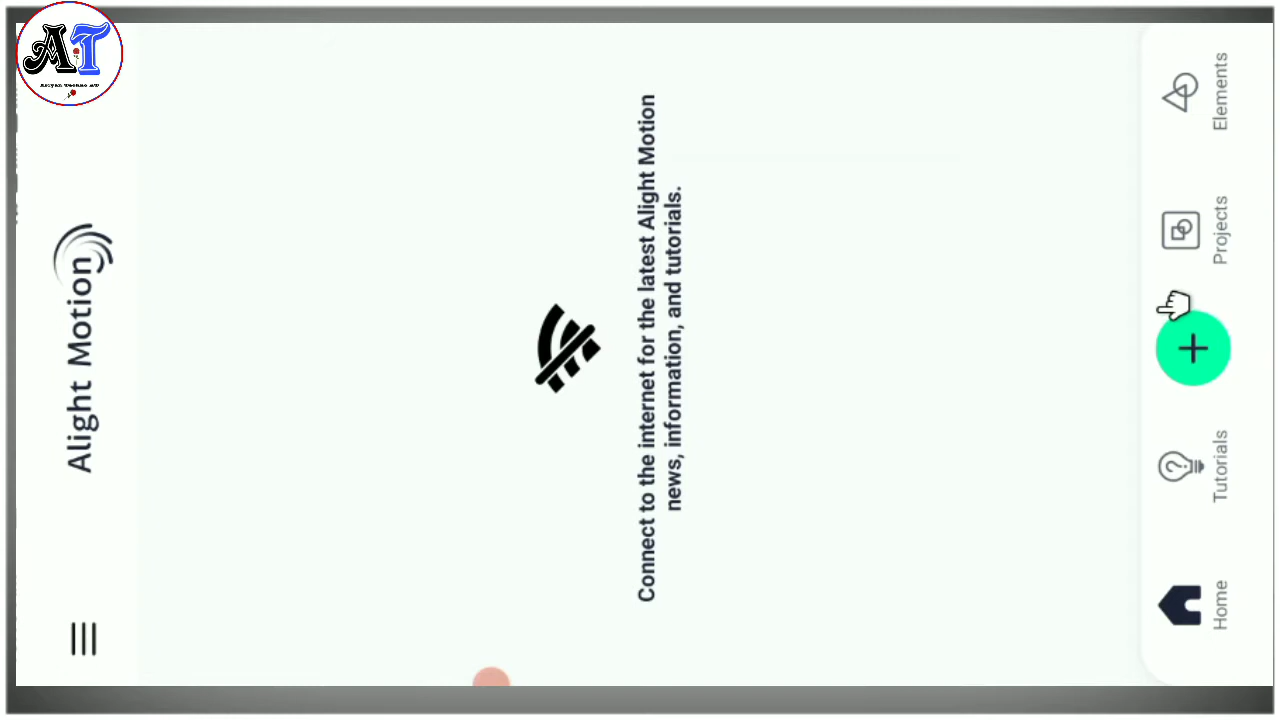 AT
Alight Motion
Connect to the internet for the latest Alight Motion
news, information, and tutorials.
Home
Tutorials
Projects
Elements